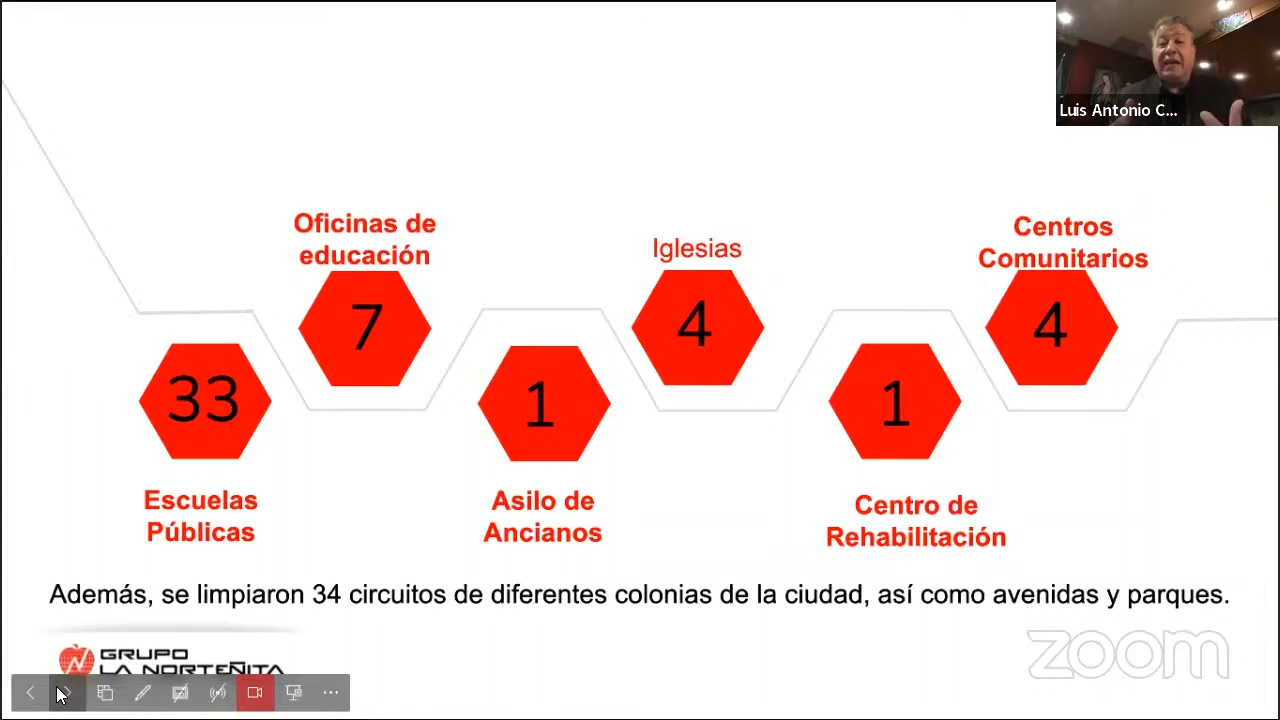 Luis Antonio C...
Oficinas de
educación
Iglesias
Centros
Comunitarios
7
4
4
33
1
1
Escuelas
Públicas
Asilo de
Ancianos
Centro de
Rehabilitación
Además, se limpiaron 34 circuitos de diferentes colonias de la ciudad, así como avenidas y parques.
GRUPO
LA NORTEÑITA
zoom